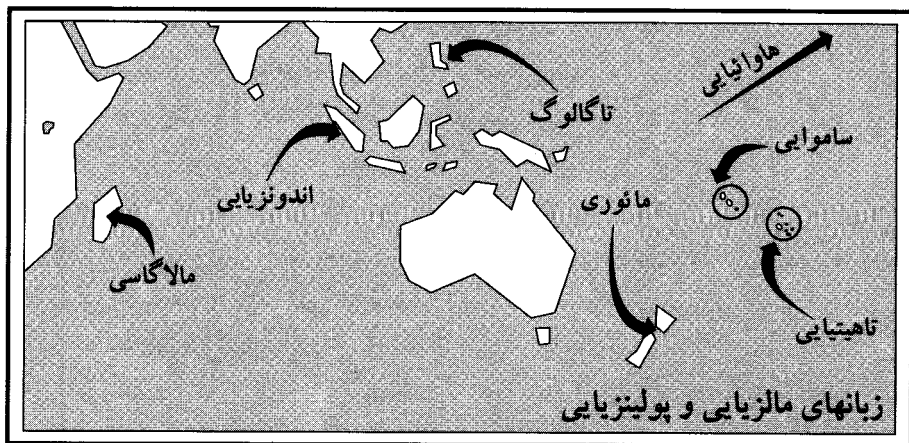 هاوائیایی
تاگالوگ
ساموایی
اندونزیایی
مائوری
مالاگاسی
تاهیتیایی
زبانهای مالزیایی و پولینزیایی